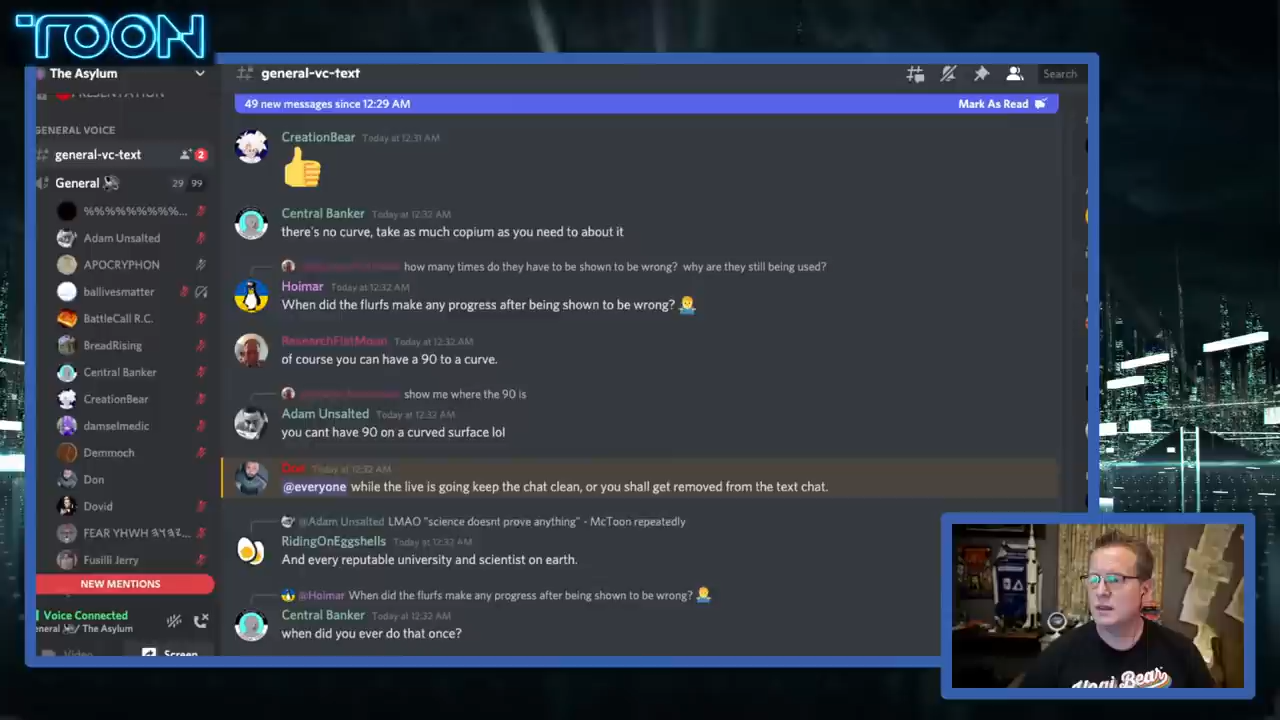 TOON
The Asylum
PRESENTATION
GENERAL VOICE
general-vc-text
2
General
29 99
%%%%%%%%%%...
Adam Unsalted
APOCRYPHON
ballivesmatter
BattleCall R.C.
BreadRising
Central Banker
CreationBear
damselmedic
Demmoch
Don
Dovid
FEAR YHWH
Fusilli Jerry
NEW MENTIONS
Voice Connected
eneral / The Asylum
Video
Screen
general-vc-text
Search
49 new messages since 12:29 AM
Mark As Read
CreationBear Today at 12:31 AM
Central Banker Today at 12:32 AM
there's no curve, take as much copium as you need to about it
how many times do they have to be shown to be wrong? why are they still being used?
Hoimar Today at 12:32 AM
When did the flurfs make any progress after being shown to be wrong?
ResearchFlatMoon Today at 12:32 AM
of course you can have a 90 to a curve.
show me where the 90 is
Adam Unsalted Today at 12:32 AM
you cant have 90 on a curved surface lol
Don Today at 12:32 AM
@everyone while the live is going keep the chat clean, or you shall get removed from the text chat.
@Adam Unsalted LMAO "science doesnt prove anything" - McToon repeatedly
RidingOnEggshells Today at 12:32 AM
And every reputable university and scientist on earth.
@Hoimar When did the flurfs make any progress after being shown to be wrong?
Central Banker Today at 12:32 AM
when did you ever do that once?
Yogi Bear